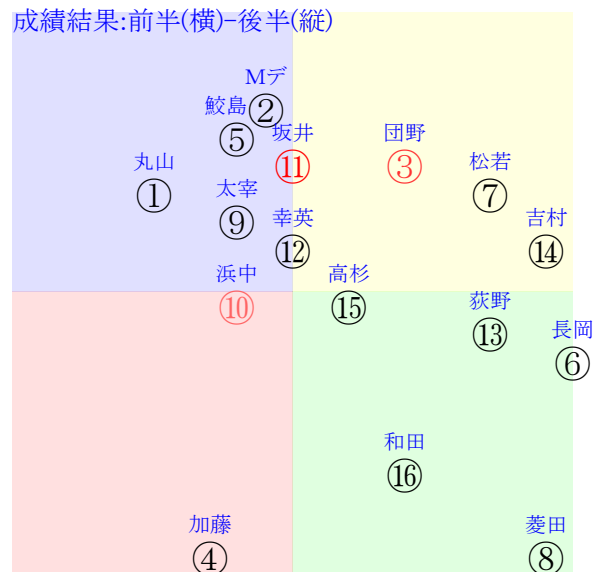 成績結果:前半(横)-後半(縦)
Mデ
②
鮫島
⑤
坂井
⑪
団野
③
丸山
①
松若
⑦
太宰
⑨
幸英
⑫
吉村
⑭
浜中
⑩
高杉
⑮
荻野
⑬
長岡
⑥
和田
⑯
加藤
④
菱田
⑧